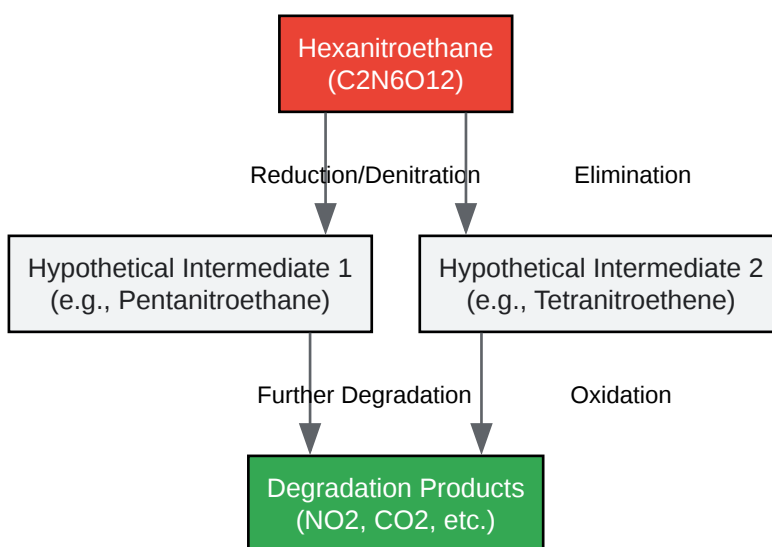 Hexanitroethane
(C2N6O12)
Reduction/Denitration
Elimination
Hypothetical Intermediate 1
(e.g., Pentanitroethane)
Hypothetical Intermediate 2
(e.g., Tetranitroethene)
Further Degradation
Oxidation
Degradation Products
(NO2, CO2, etc.)